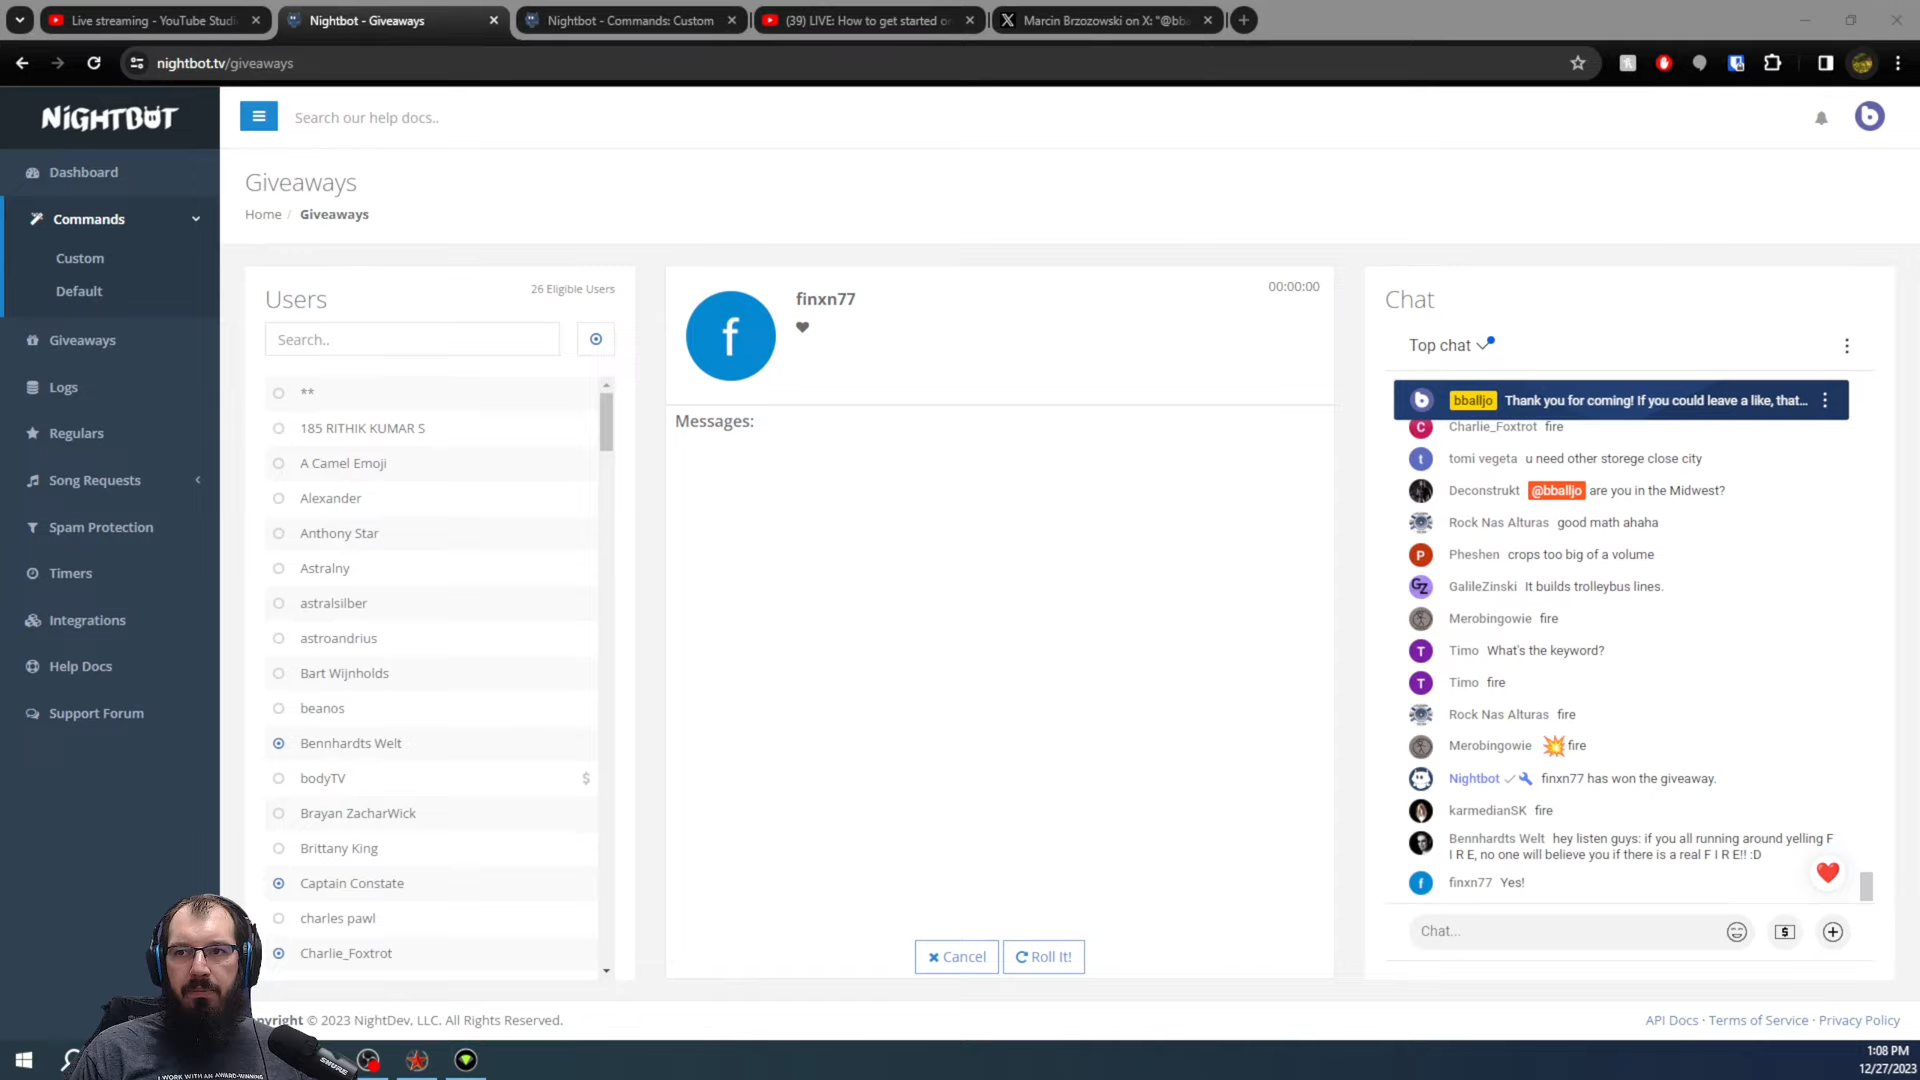 Live streaming - YouTube Studi
Nightbot - Giveaways
Nightbot - Commands: Custom
(39) LIVE: How to get started o
Marcin Brzozowski on X: "@bba
nightbot.tv/giveaways
NIGHTBOT
Search our help docs..
Dashboard
Commands
Custom
Default
Giveaways
Logs
Regulars
Song Requests
Spam Protection
Timers
Integrations
Help Docs
Support Forum
Giveaways
Home / Giveaways
Users
26 Eligible Users
Search..
**
185 RITHIK KUMAR S
A Camel Emoji
Alexander
Anthony Star
Astralny
astralsilber
astroandrius
Bart Wijnholds
beanos
Bennhardts Welt
bodyTV $
Brayan ZacharWick
Brittany King
Captain Constate
charles pawl
Charlie_Foxtrot
f
finxn77
00:00:00
Messages:
Cancel
Roll It!
Chat
Top chat
bballjo Thank you for coming! If you could leave a like, that...
C Charlie_Foxtrot fire
t tomi vegeta u need other storege close city
Deconstrukt @bballjo are you in the Midwest?
Rock Nas Alturas good math ahaha
P Pheshen crops too big of a volume
GZ GalileZinski It builds trolleybus lines.
Merobingowie fire
T Timo What's the keyword?
T Timo fire
Rock Nas Alturas fire
Merobingowie 💥 fire
Nightbot finxn77 has won the giveaway.
karmedianSK fire
Bennhardts Welt hey listen guys: if you all running around yelling F
I R E, no one will believe you if there is a real F I R E!! :D
f finxn77 Yes!
Chat...
pyright © 2023 NightDev, LLC. All Rights Reserved.
API Docs · Terms of Service · Privacy Policy
SHURE
I WORK WITH AN AWARD-WINNING
1:08 PM
12/27/2023